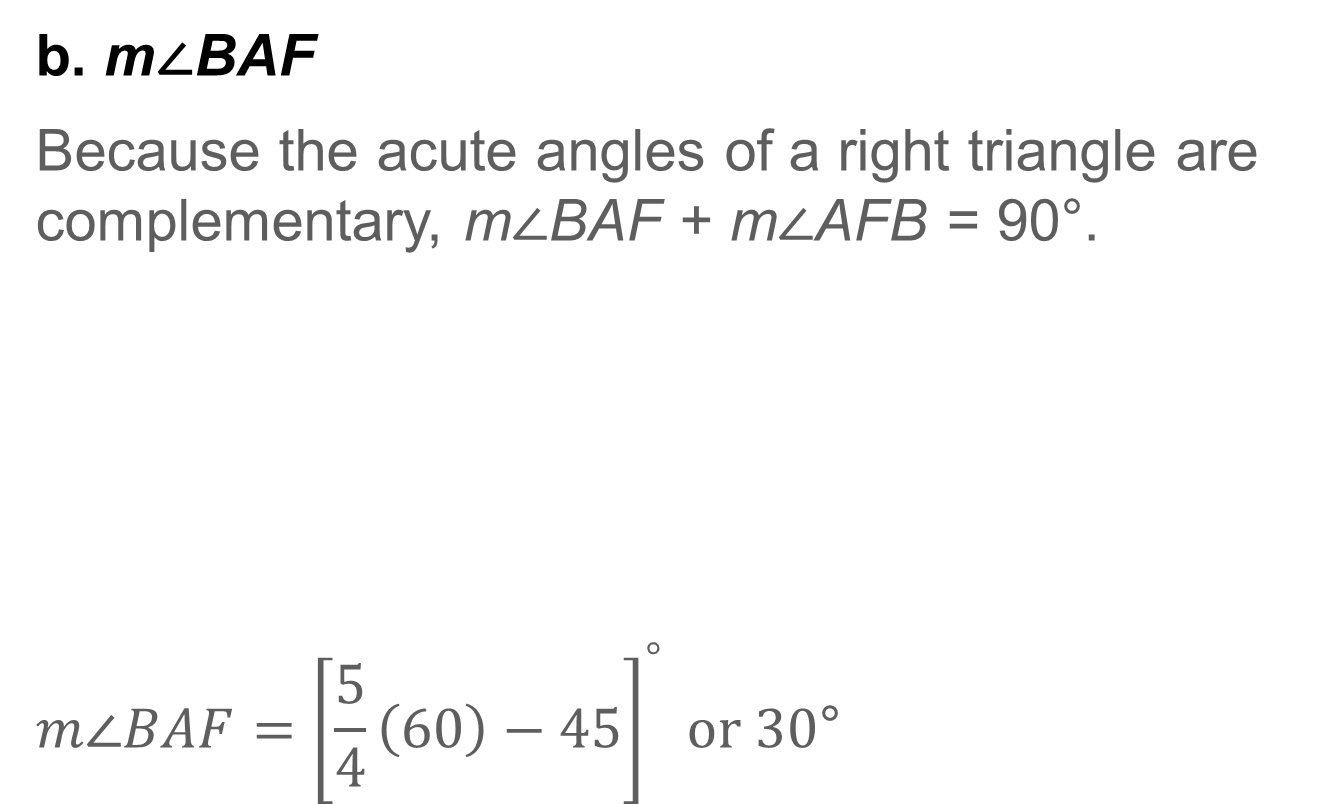 b. m∠BAF
Because the acute angles of a right triangle are
complementary, m∠BAF + m∠AFB = 90°.
m∠BAF = [5/4 (60) – 45]° or 30°